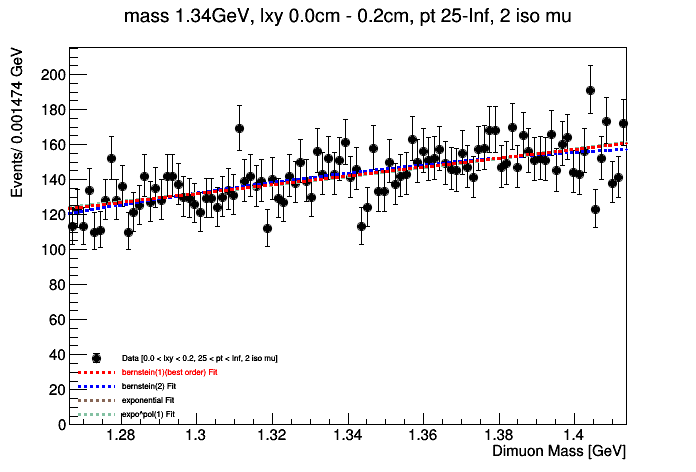 mass 1.34GeV, lxy 0.0cm - 0.2cm, pt 25-Inf, 2 iso mu
Events/ 0.001474 GeV
200
180
160
140
120
100
80
60
40
20
0
Data [0.0 < lxy < 0.2, 25 < pt < Inf, 2 iso mu]
bernstein(1)(best order) Fit
bernstein(2) Fit
exponential Fit
expo*pol(1) Fit
1.28 1.3 1.32 1.34 1.36 1.38 1.4
Dimuon Mass [GeV]